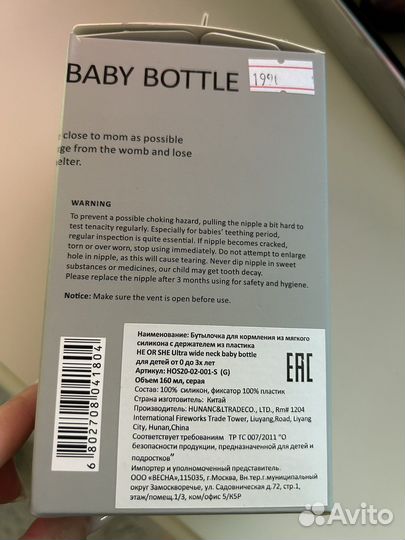 BABY BOTTLE
199
close to mom as possible
rge from the womb and lose
elter.
WARNING
To prevent a possible choking hazard, pulling the nipple a bit hard to
test tenacity regularly. Especially for babies' teething period,
regular inspection is quite essential. If nipple becomes cracked,
torn or over worn, stop using immediately. Do not attempt to enlarge
hole in nipple, as this will cause tearing. Never dip nipple in sweet
substances or medicines, our child may get tooth decay.
Please replace the nipple after 3 months using for safety and hygiene.
Notice: Make sure the vent is open before use.
Наименование: Бутылочка для кормления из мягкого
силикона с держателем из пластика
HE OR SHE Ultra wide neck baby bottle
для детей от 0 до 3х лет
Артикул: HOS20-02-001-S (G)
Объем 160 мл, серая
EAC
Состав: 100% силикон, фиксатор 100% пластик
Страна изготовитель: Китай
Производитель: HUNANC&LTRADECO., LTD., Rm# 1204
International Fireworks Trade Tower, Liuyang,Road, Liyang
City, Hunan,China
Соответствует требованиям ТР ТС 007/2011 "О
безопасности продукции, предназначенной для детей и
подростков"
Импортер и уполномоченный представитель
ООО «ВЕСНА»,115035, г.Москва, Вн.тер.г.муниципальный
округ Замоскворечье, ул. Садовническая д.72, стр.1,
этаж/помещ.1/3, ком/офис 5/К5Р
6 802708 041804
Avito